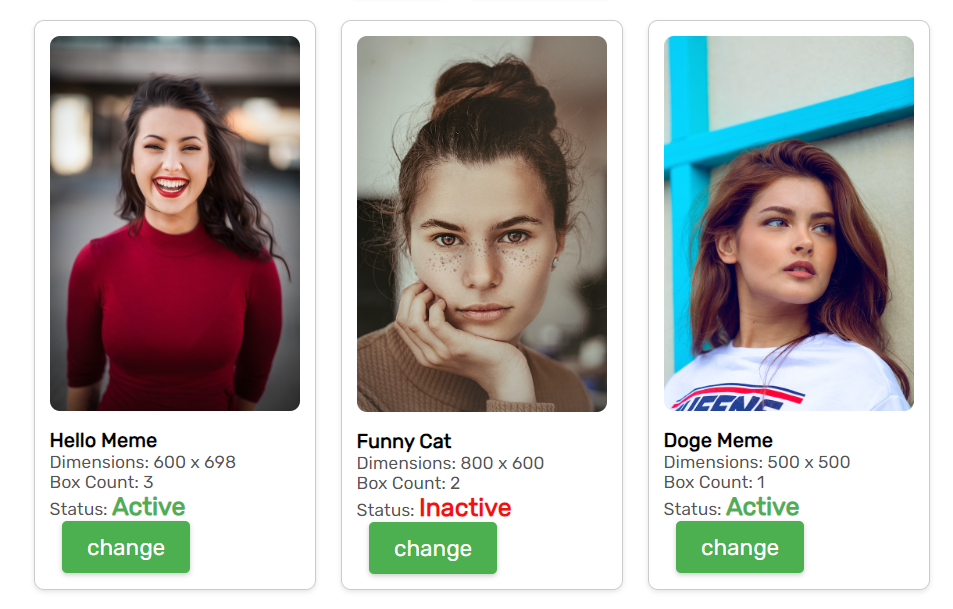 Hello Meme
Dimensions: 600 x 698
Box Count: 3
Status: Active
change
Funny Cat
Dimensions: 800 x 600
Box Count: 2
Status: Inactive
change
Doge Meme
Dimensions: 500 x 500
Box Count: 1
Status: Active
change